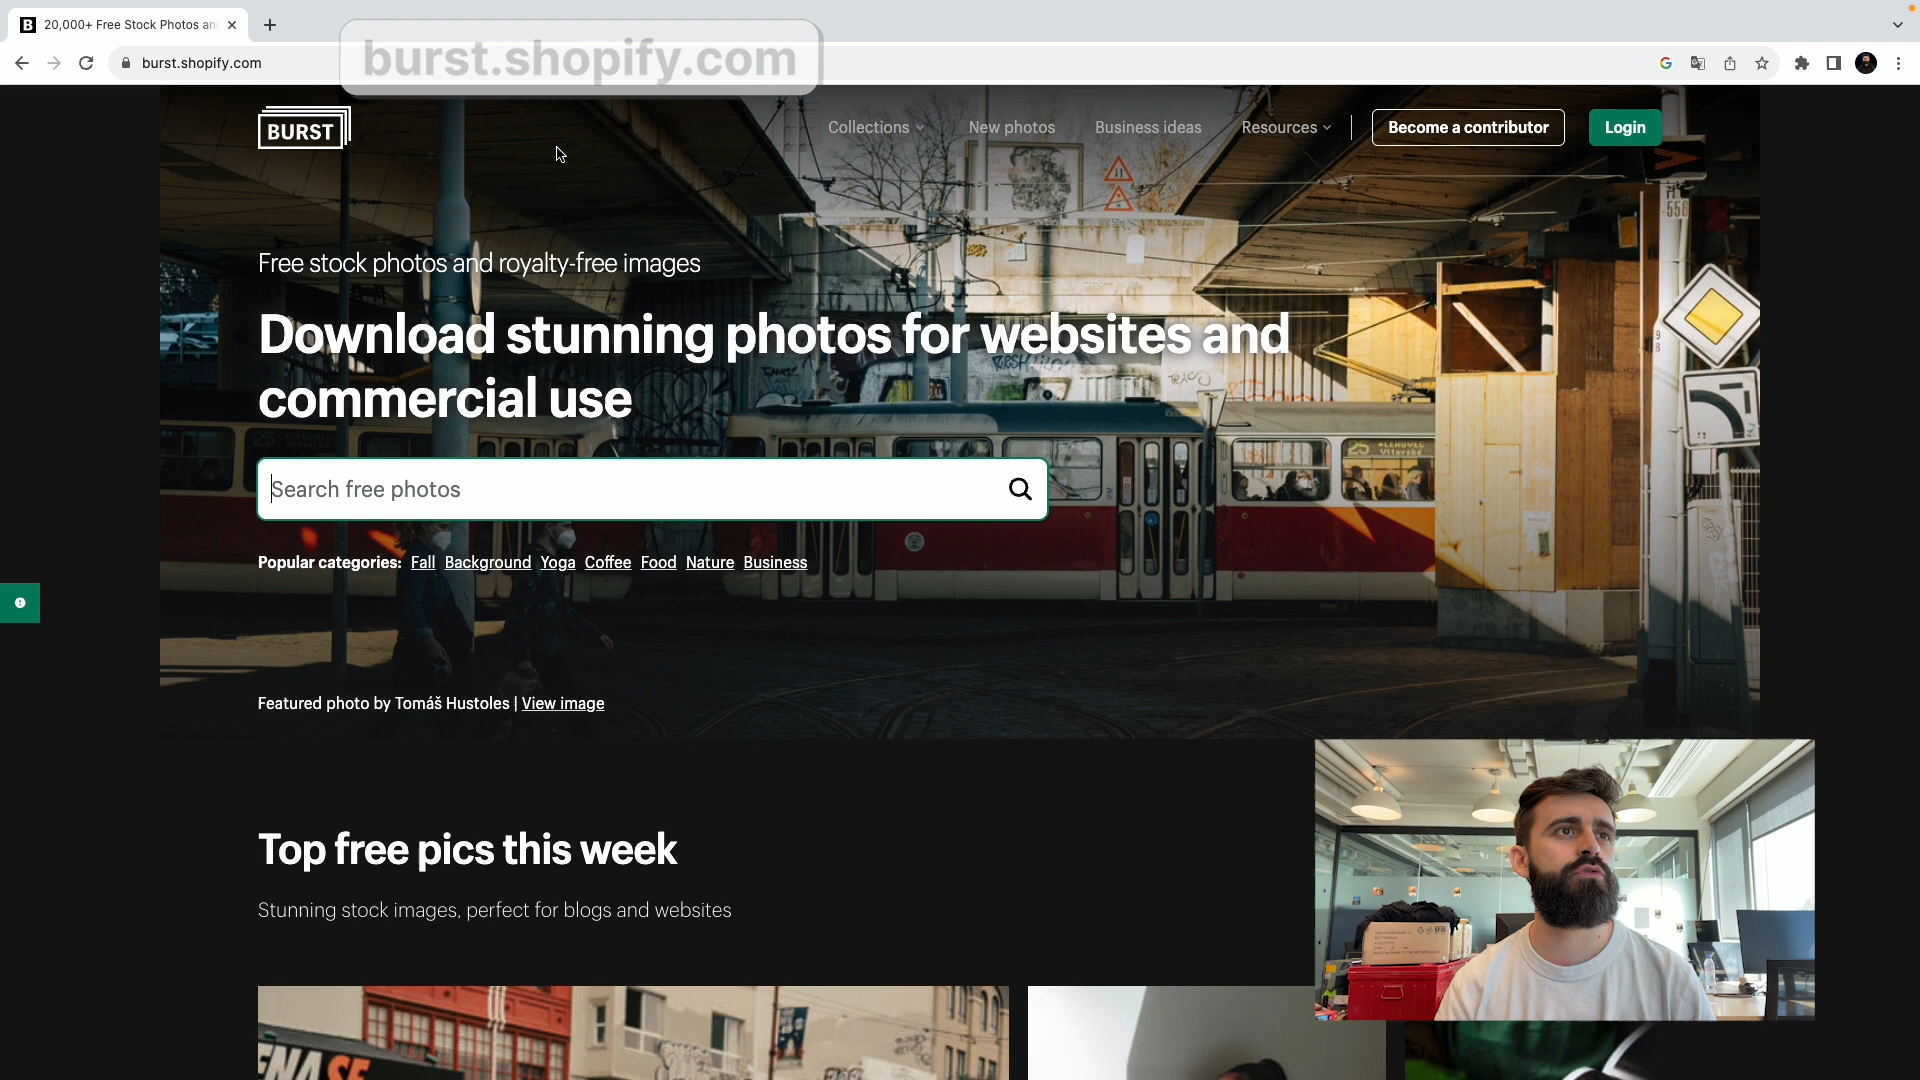 20,000+ Free Stock Photos an
burst.shopify.com
burst.shopify.com
BURST
Collections
New photos
Business ideas
Resources
Become a contributor
Login
Free stock photos and royalty-free images
Download stunning photos for websites and
commercial use
Search free photos
Popular categories: Fall Background Yoga Coffee Food Nature Business
Featured photo by Tomáš Hustoles | View image
Top free pics this week
Stunning stock images, perfect for blogs and websites
556
25
25